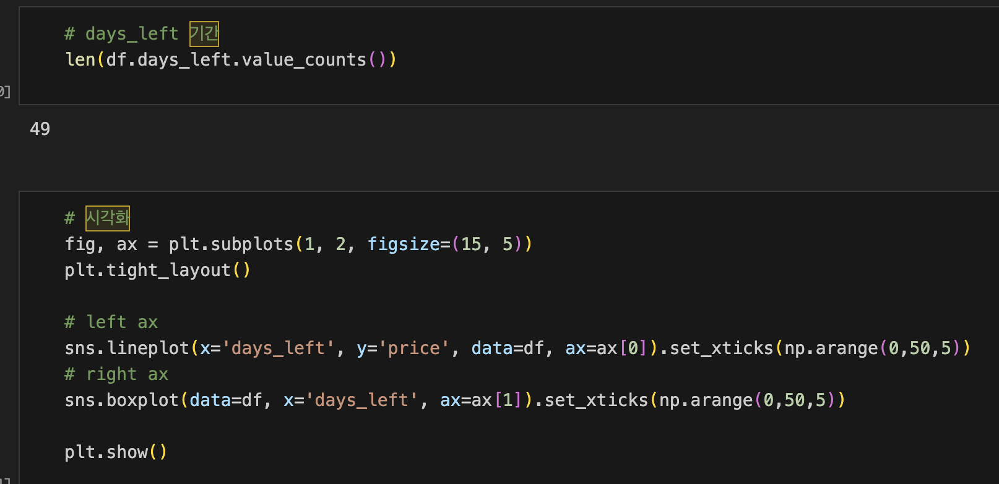 # days_left 기간
len(df.days_left.value_counts())
0]
49
# 시각화
fig, ax = plt.subplots(1, 2, figsize=(15, 5))
plt.tight_layout()
# left ax
sns.lineplot(x='days_left', y='price', data=df, ax=ax[0]).set_xticks(np.arange(0,50,5))
# right ax
sns.boxplot(data=df, x='days_left', ax=ax[1]).set_xticks(np.arange(0,50,5))
plt.show()